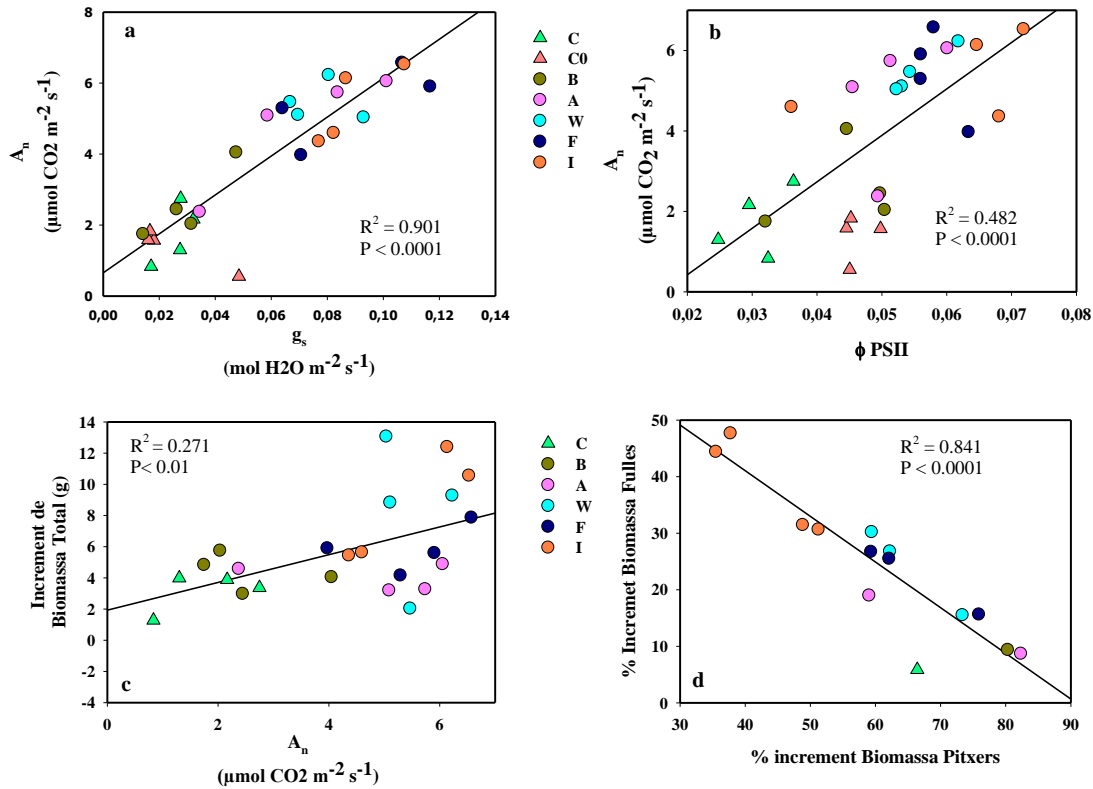 a
8
6
4
2
0
A
n
(µmol CO2 m-2 s-1)
R2 = 0.901
P < 0.0001
0,00 0,02 0,04 0,06 0,08 0,10 0,12 0,14
gs
(mol H2O m-2 s-1)
C
C0
B
A
W
F
I
b
6
4
2
0
An
(µmol CO2 m-2 s-1)
R2 = 0.482
P < 0.0001
0,02 0,03 0,04 0,05 0,06 0,07 0,08
ϕ PSII
14
12
10
8
6
4
2
0
-2
-4
Increment de
Biomassa Total (g)
R2 = 0.271
P< 0.01
c
0 2 4 6
An
(µmol CO2 m-2 s-1)
C
B
A
W
F
I
50
40
30
20
10
0
% Incremet Biomassa Fulles
R2 = 0.841
P < 0.0001
d
30 40 50 60 70 80 90
% increment Biomassa Pitxers